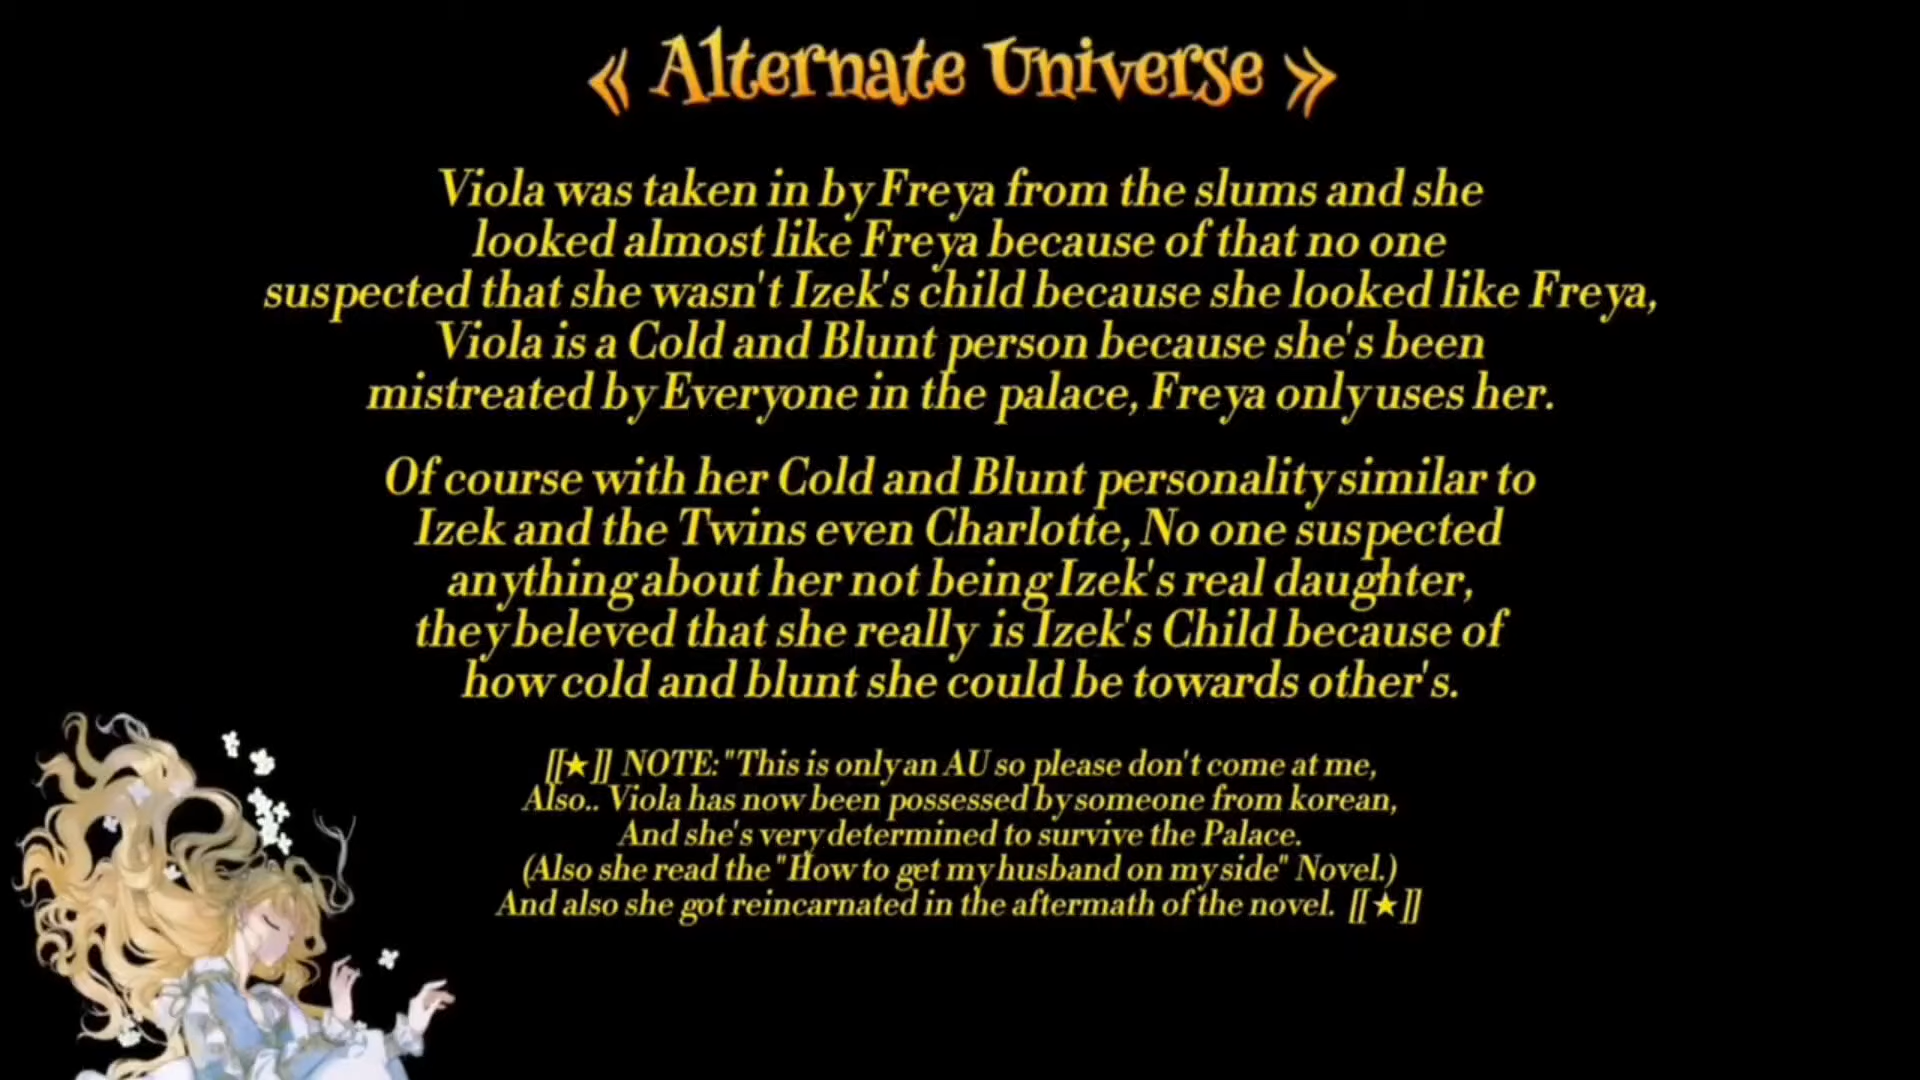 « Alternate Universe »
Viola was taken in by Freya from the slums and she
looked almost like Freya because of that no one
suspected that she wasn't Izek's child because she looked like Freya,
Viola is a Cold and Blunt person because she's been
mistreated by Everyone in the palace, Freya only uses her.
Of course with her Cold and Blunt personality similar to
Izek and the Twins even Charlotte, No one suspected
anything about her not being Izek's real daughter,
they beleved that she really is Izek's Child because of
how cold and blunt she could be towards other's.
[[★]] NOTE: "This is only an AU so please don't come at me,
Also.. Viola has now been possessed by someone from korean,
And she's very determined to survive the Palace.
(Also she read the "How to get my husband on my side" Novel.)
And also she got reincarnated in the aftermath of the novel. [[★]]